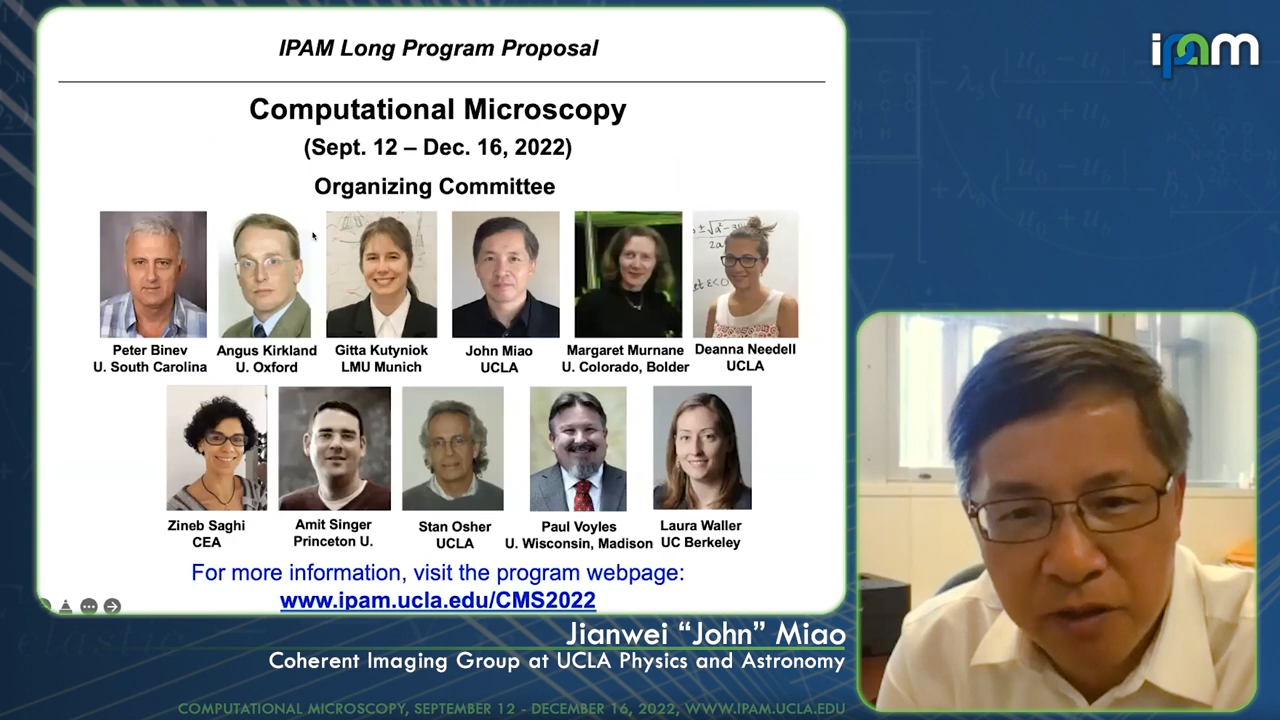 IPAM Long Program Proposal
Computational Microscopy
(Sept. 12 – Dec. 16, 2022)
Organizing Committee
Peter Binev
U. South Carolina
Angus Kirkland
U. Oxford
Gitta Kutyniok
LMU Munich
John Miao
UCLA
Margaret Murnane
U. Colorado, Bolder
Deanna Needell
UCLA
Zineb Saghi
CEA
Amit Singer
Princeton U.
Stan Osher
UCLA
Paul Voyles
U. Wisconsin, Madison
Laura Waller
UC Berkeley
For more information, visit the program webpage:
www.ipam.ucla.edu/CMS2022
ipam
Jianwei “John” Miao
Coherent Imaging Group at UCLA Physics and Astronomy
COMPUTATIONAL MICROSCOPY, SEPTEMBER 12 - DECEMBER 16, 2022, WWW.IPAM.UCLA.EDU